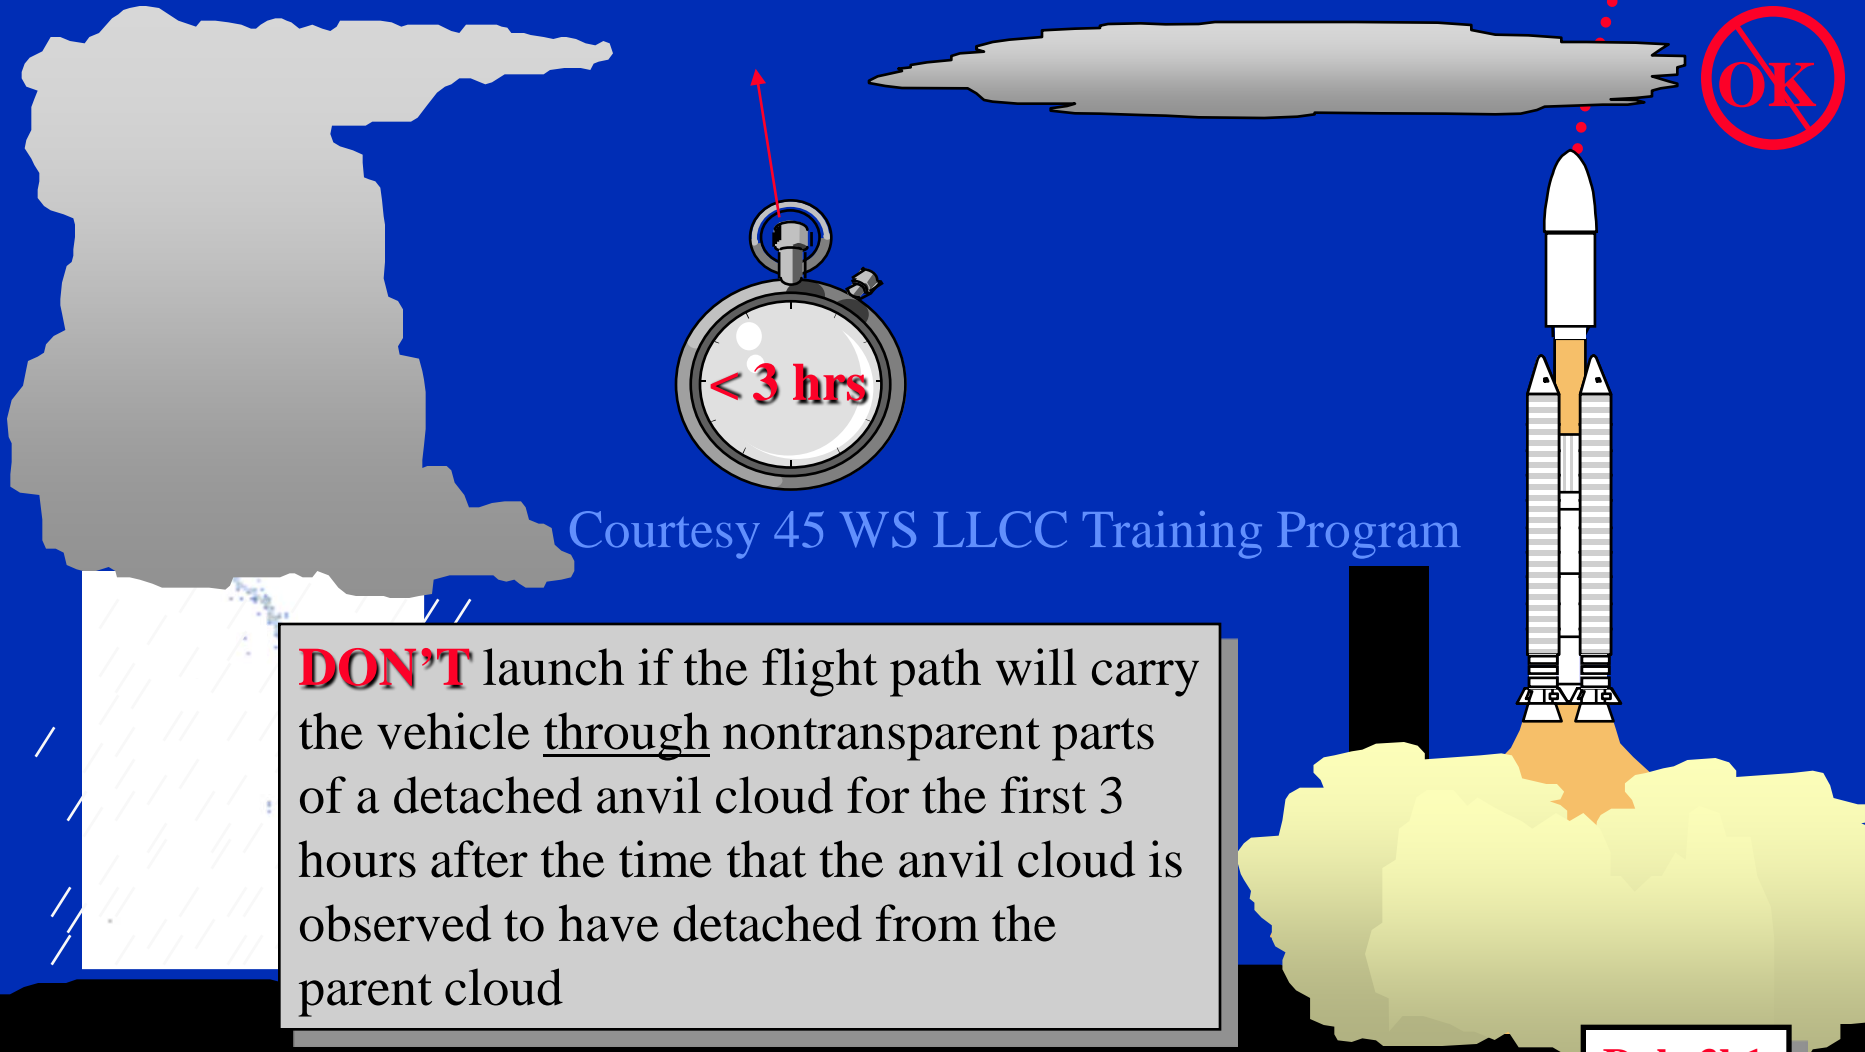 OK
< 3 hrs
Courtesy 45 WS LLCC Training Program
DON’T launch if the flight path will carry
the vehicle through nontransparent parts
of a detached anvil cloud for the first 3
hours after the time that the anvil cloud is
observed to have detached from the
parent cloud